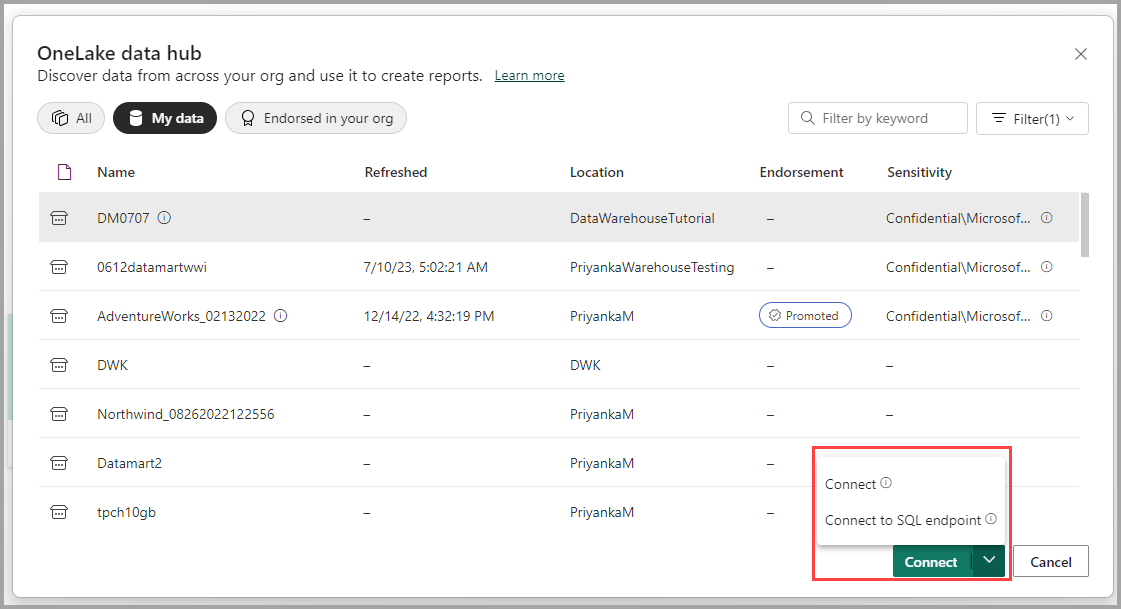 OneLake data hub
Discover data from across your org and use it to create reports. Learn more
All My data Endorsed in your org Filter by keyword Filter(1)
Name Refreshed Location Endorsement Sensitivity
DM0707 – DataWarehouseTutorial – Confidential\Microsof...
0612datamartwwi 7/10/23, 5:02:21 AM PriyankaWarehouseTesting – Confidential\Microsof...
AdventureWorks_02132022 12/14/22, 4:32:19 PM PriyankaM Promoted Confidential\Microsof...
DWK – DWK – –
Northwind_08262022122556 – PriyankaM – –
Datamart2 – PriyankaM –
tpch10gb – PriyankaM –
Connect
Connect to SQL endpoint
Connect Cancel